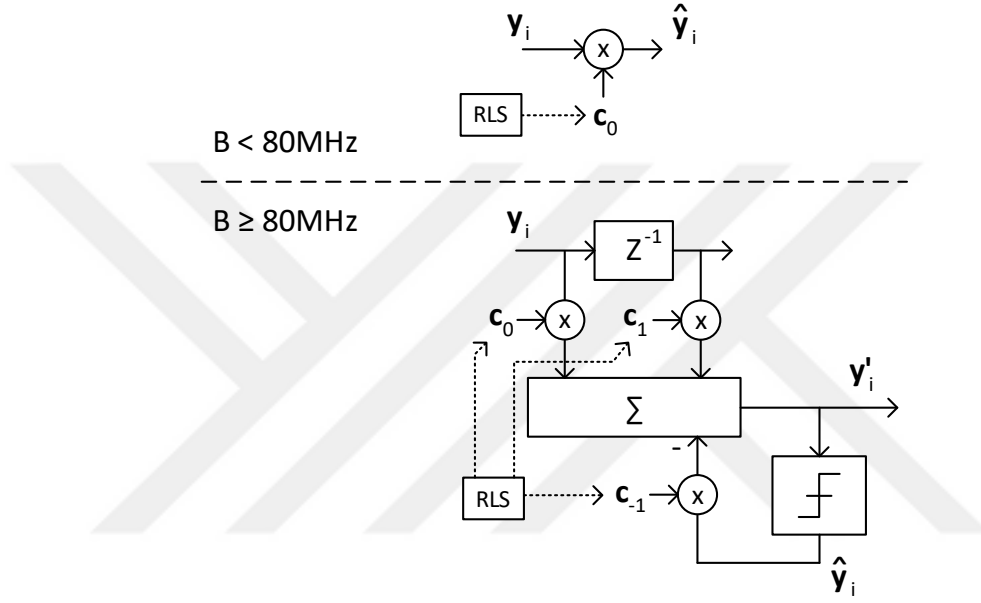 y_i x ŷ_i
RLS c_0
B < 80MHz
B ≥ 80MHz
y_i Z^-1
c_0 x c_1 x
Σ y'_i
-
RLS c_-1 x
ŷ_i